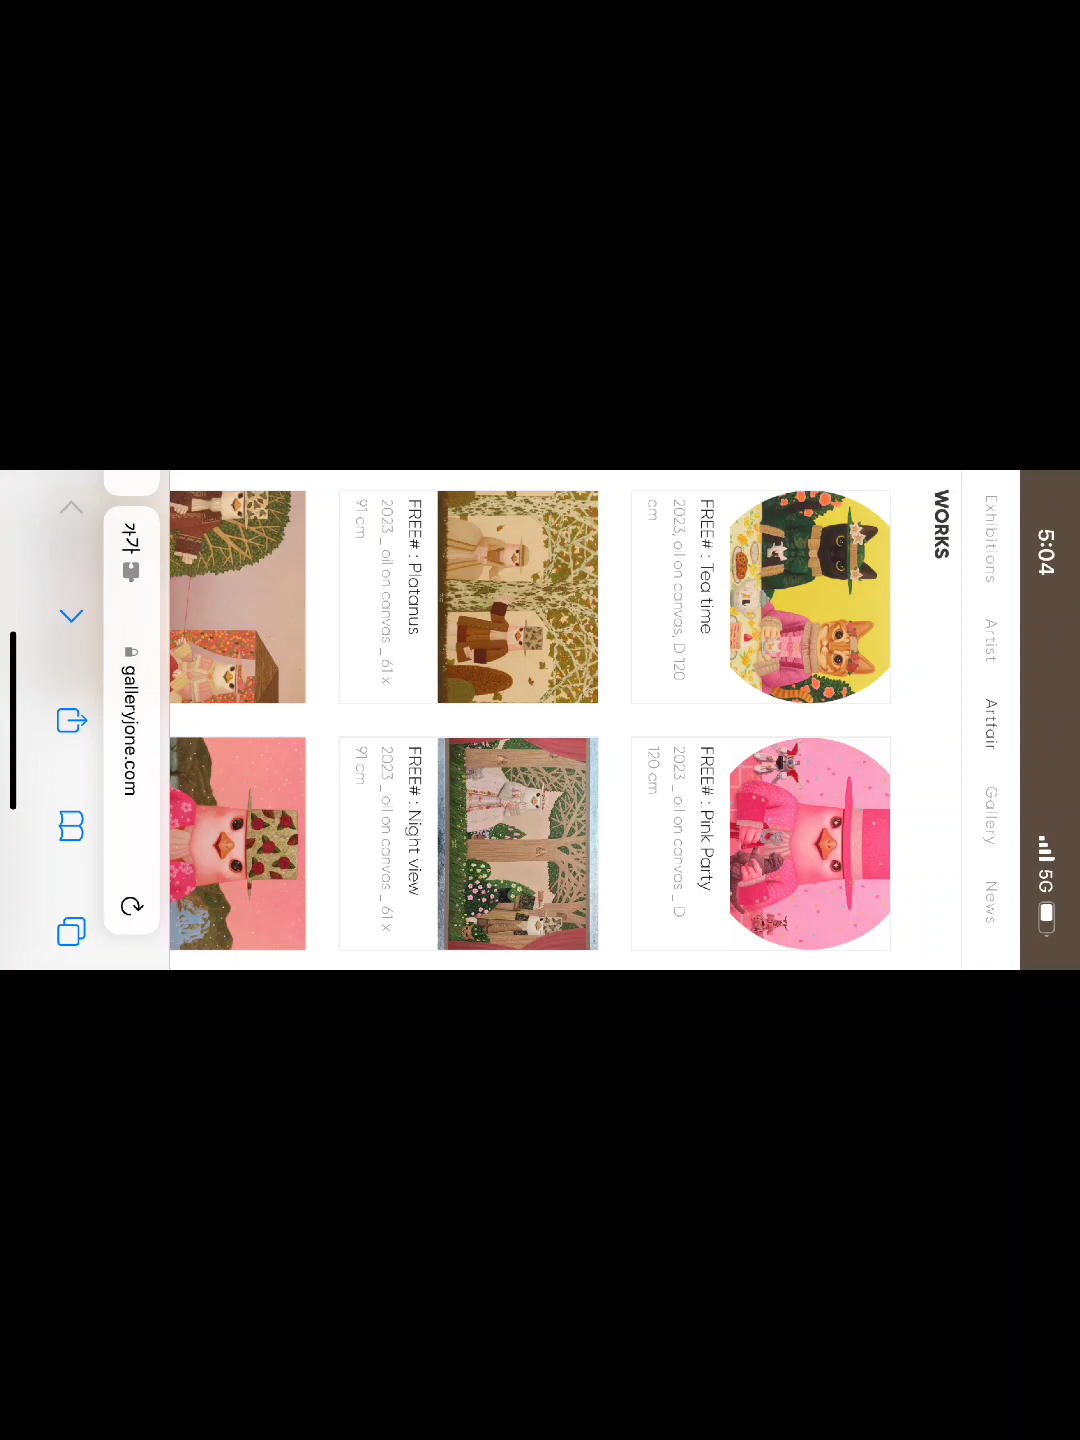 5:04
5G
Exhibitions Artist Artfair Gallery News
WORKS
FREE# : Tea time
2023, oil on canvas, D 120
cm
FREE# : Pink Party
2023 _ oil on canvas _ D
120 cm
FREE# : Platanus
2023 _ oil on canvas _ 61 x
91 cm
FREE# : Night view
2023 _ oil on canvas _ 61 x
91 cm
가가 galleryjone.com